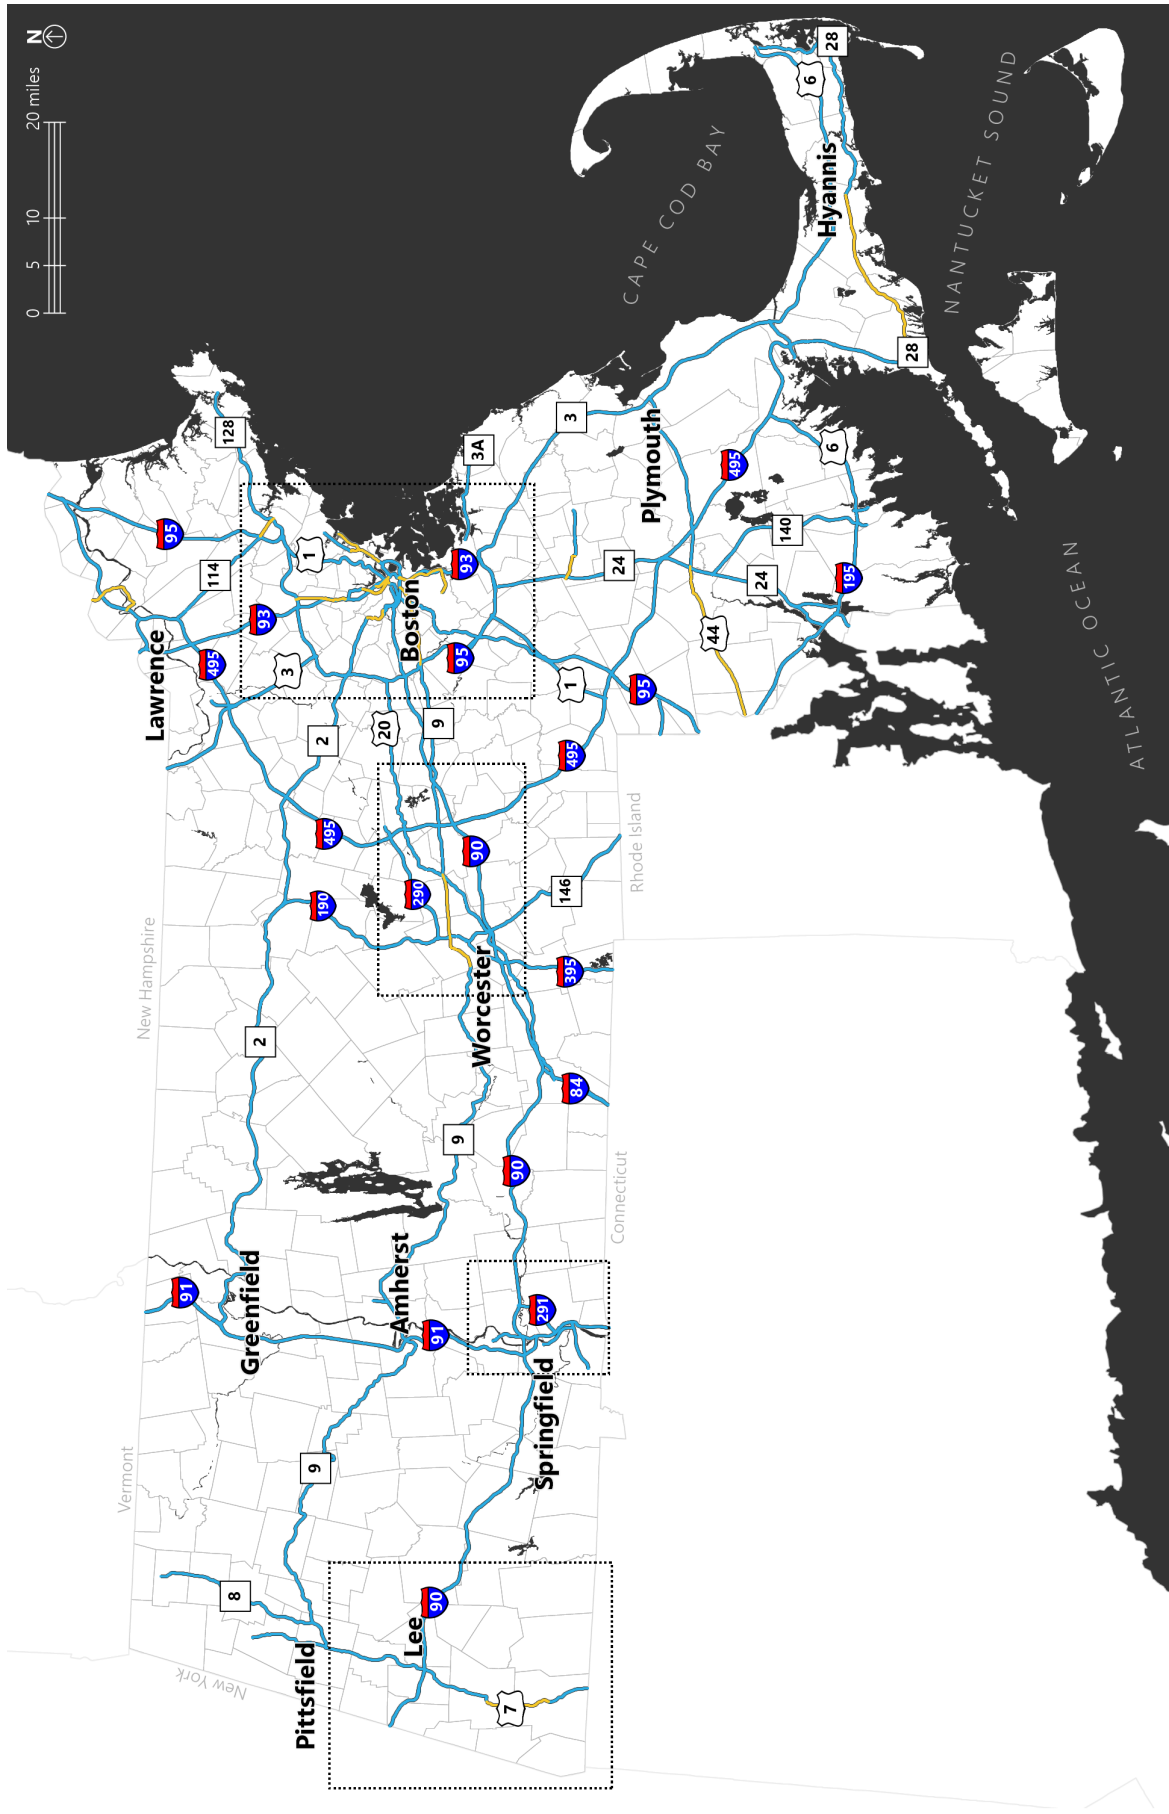 N
0 5 10 20 miles
New Hampshire
Vermont
New York
Connecticut
Rhode Island
CAPE COD BAY
NANTUCKET SOUND
ATLANTIC OCEAN
Lawrence
Boston
Plymouth
Hyannis
Worcester
Greenfield
Amherst
Springfield
Pittsfield
Lee
91
2
8
9
9
91
90
7
291
90
84
9
190
495
290
90
146
395
2
20
9
495
495
3
93
114
95
128
1
3A
93
95
1
95
3
24
44
24
140
195
495
6
28
6
28